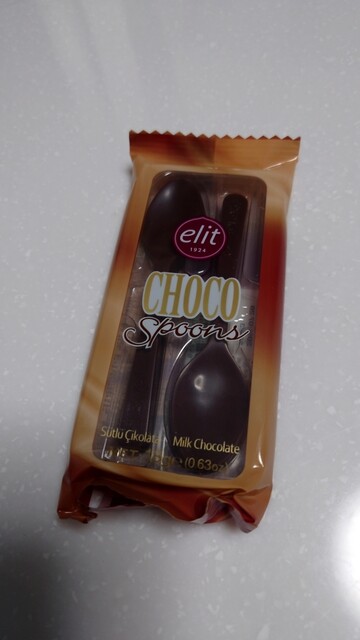 elit
1924
CHOCO
Spoons
Sütlü Çikolata Milk Chocolate
(0.63oz)